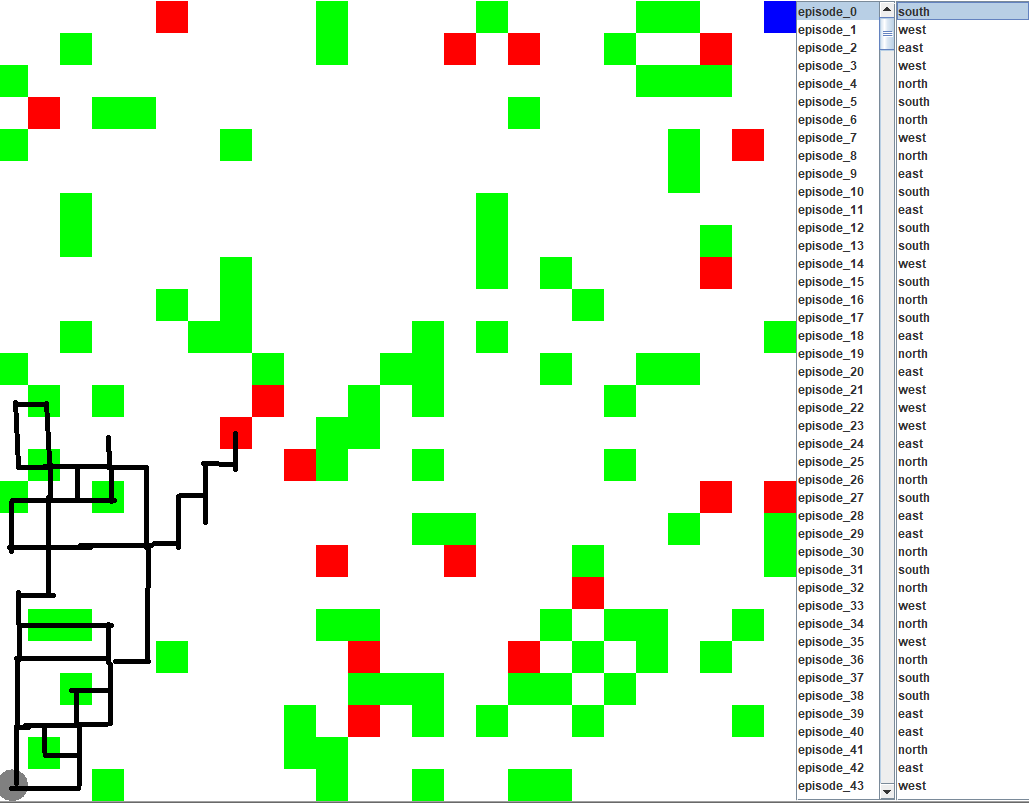 episode_0 south
episode_1 west
episode_2 east
episode_3 west
episode_4 north
episode_5 south
episode_6 north
episode_7 west
episode_8 north
episode_9 east
episode_10 south
episode_11 east
episode_12 south
episode_13 south
episode_14 west
episode_15 south
episode_16 north
episode_17 south
episode_18 east
episode_19 north
episode_20 east
episode_21 west
episode_22 west
episode_23 west
episode_24 east
episode_25 north
episode_26 north
episode_27 south
episode_28 east
episode_29 east
episode_30 north
episode_31 south
episode_32 north
episode_33 west
episode_34 north
episode_35 west
episode_36 north
episode_37 south
episode_38 south
episode_39 east
episode_40 east
episode_41 north
episode_42 east
episode_43 west